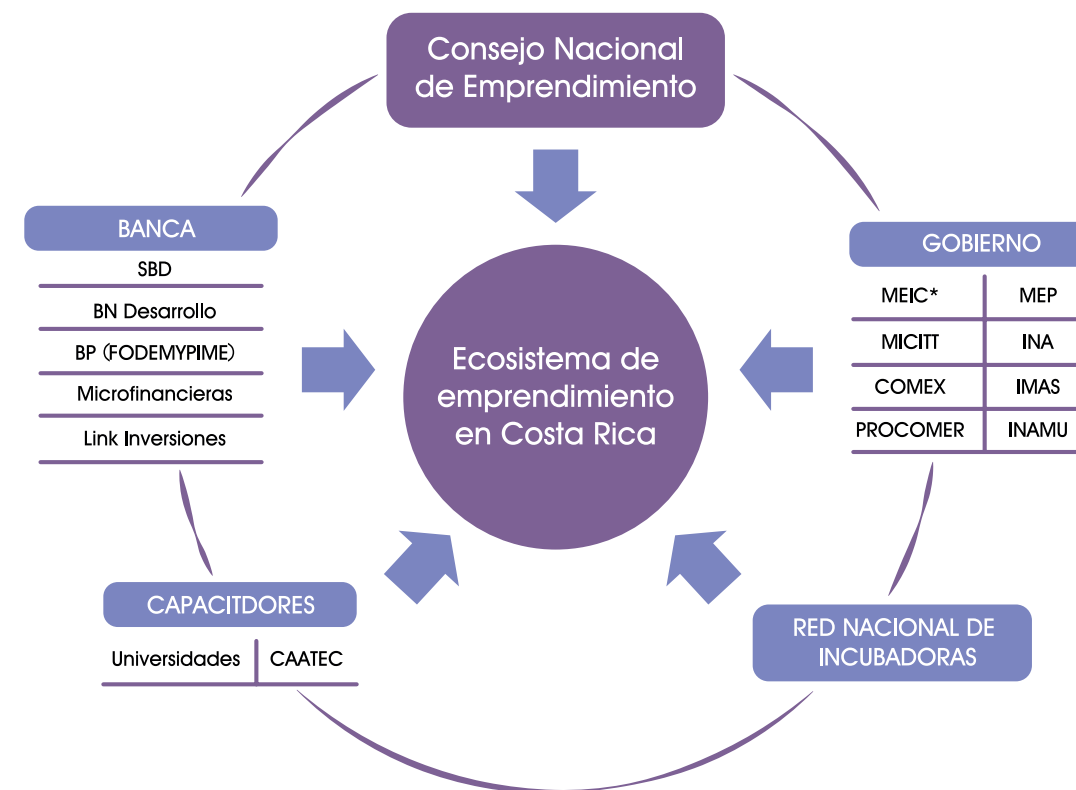 Consejo Nacional
de Emprendimiento
BANCA
SBD
BN Desarrollo
BP (FODEMYPIME)
Microfinancieras
Link Inversiones
GOBIERNO
MEIC* MEP
MICITT INA
COMEX IMAS
PROCOMER INAMU
Ecosistema de
emprendimiento
en Costa Rica
CAPACITDORES
Universidades CAATEC
RED NACIONAL DE
INCUBADORAS